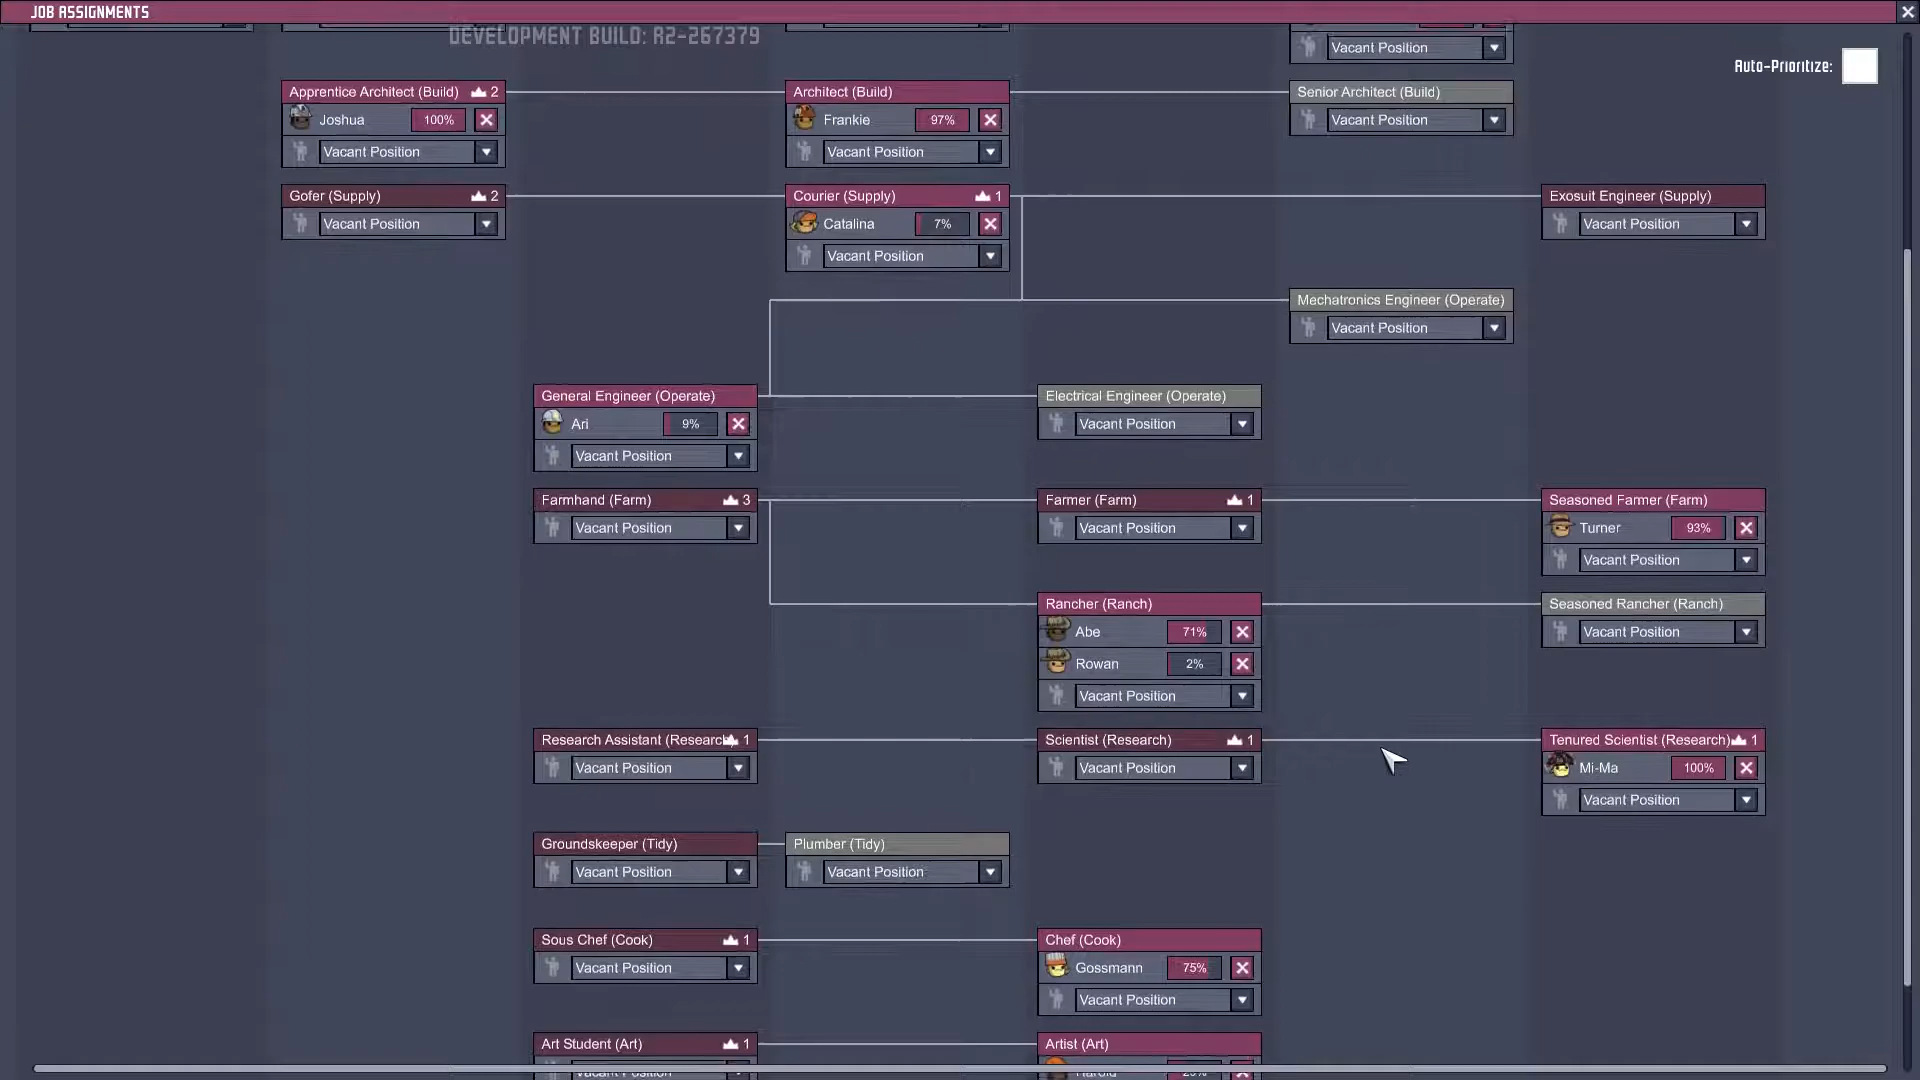 JOB ASSIGNMENTS
DEVELOPMENT BUILD: R2-267379
Vacant Position
Auto-Prioritize:
Apprentice Architect (Build) 2
Joshua 100%
Vacant Position
Architect (Build)
Frankie 97%
Vacant Position
Senior Architect (Build)
Vacant Position
Gofer (Supply) 2
Vacant Position
Courier (Supply) 1
Catalina 7%
Vacant Position
Exosuit Engineer (Supply)
Vacant Position
Mechatronics Engineer (Operate)
Vacant Position
General Engineer (Operate)
Ari 9%
Vacant Position
Electrical Engineer (Operate)
Vacant Position
Farmhand (Farm) 3
Vacant Position
Farmer (Farm) 1
Vacant Position
Seasoned Farmer (Farm)
Turner 93%
Vacant Position
Rancher (Ranch)
Abe 71%
Rowan 2%
Vacant Position
Seasoned Rancher (Ranch)
Vacant Position
Research Assistant (Research) 1
Vacant Position
Scientist (Research) 1
Vacant Position
Tenured Scientist (Research) 1
Mi-Ma 100%
Vacant Position
Groundskeeper (Tidy)
Vacant Position
Plumber (Tidy)
Vacant Position
Sous Chef (Cook) 1
Vacant Position
Chef (Cook)
Gossmann 75%
Vacant Position
Art Student (Art) 1
Vacant Position
Artist (Art)
Harold